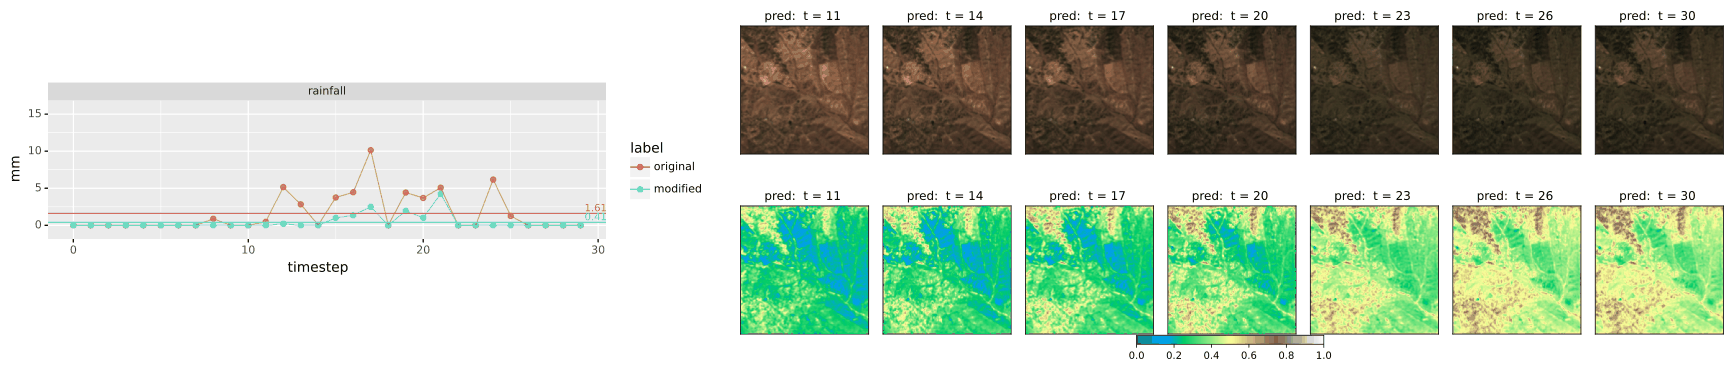 rainfall
15
10
5
0
mm
1.61
0.41
0
10
20
30
timestep
label
original
modified
pred: t = 11
pred: t = 14
pred: t = 17
pred: t = 20
pred: t = 23
pred: t = 26
pred: t = 30
pred: t = 11
pred: t = 14
pred: t = 17
pred: t = 20
pred: t = 23
pred: t = 26
pred: t = 30
0.0
0.2
0.4
0.6
0.8
1.0